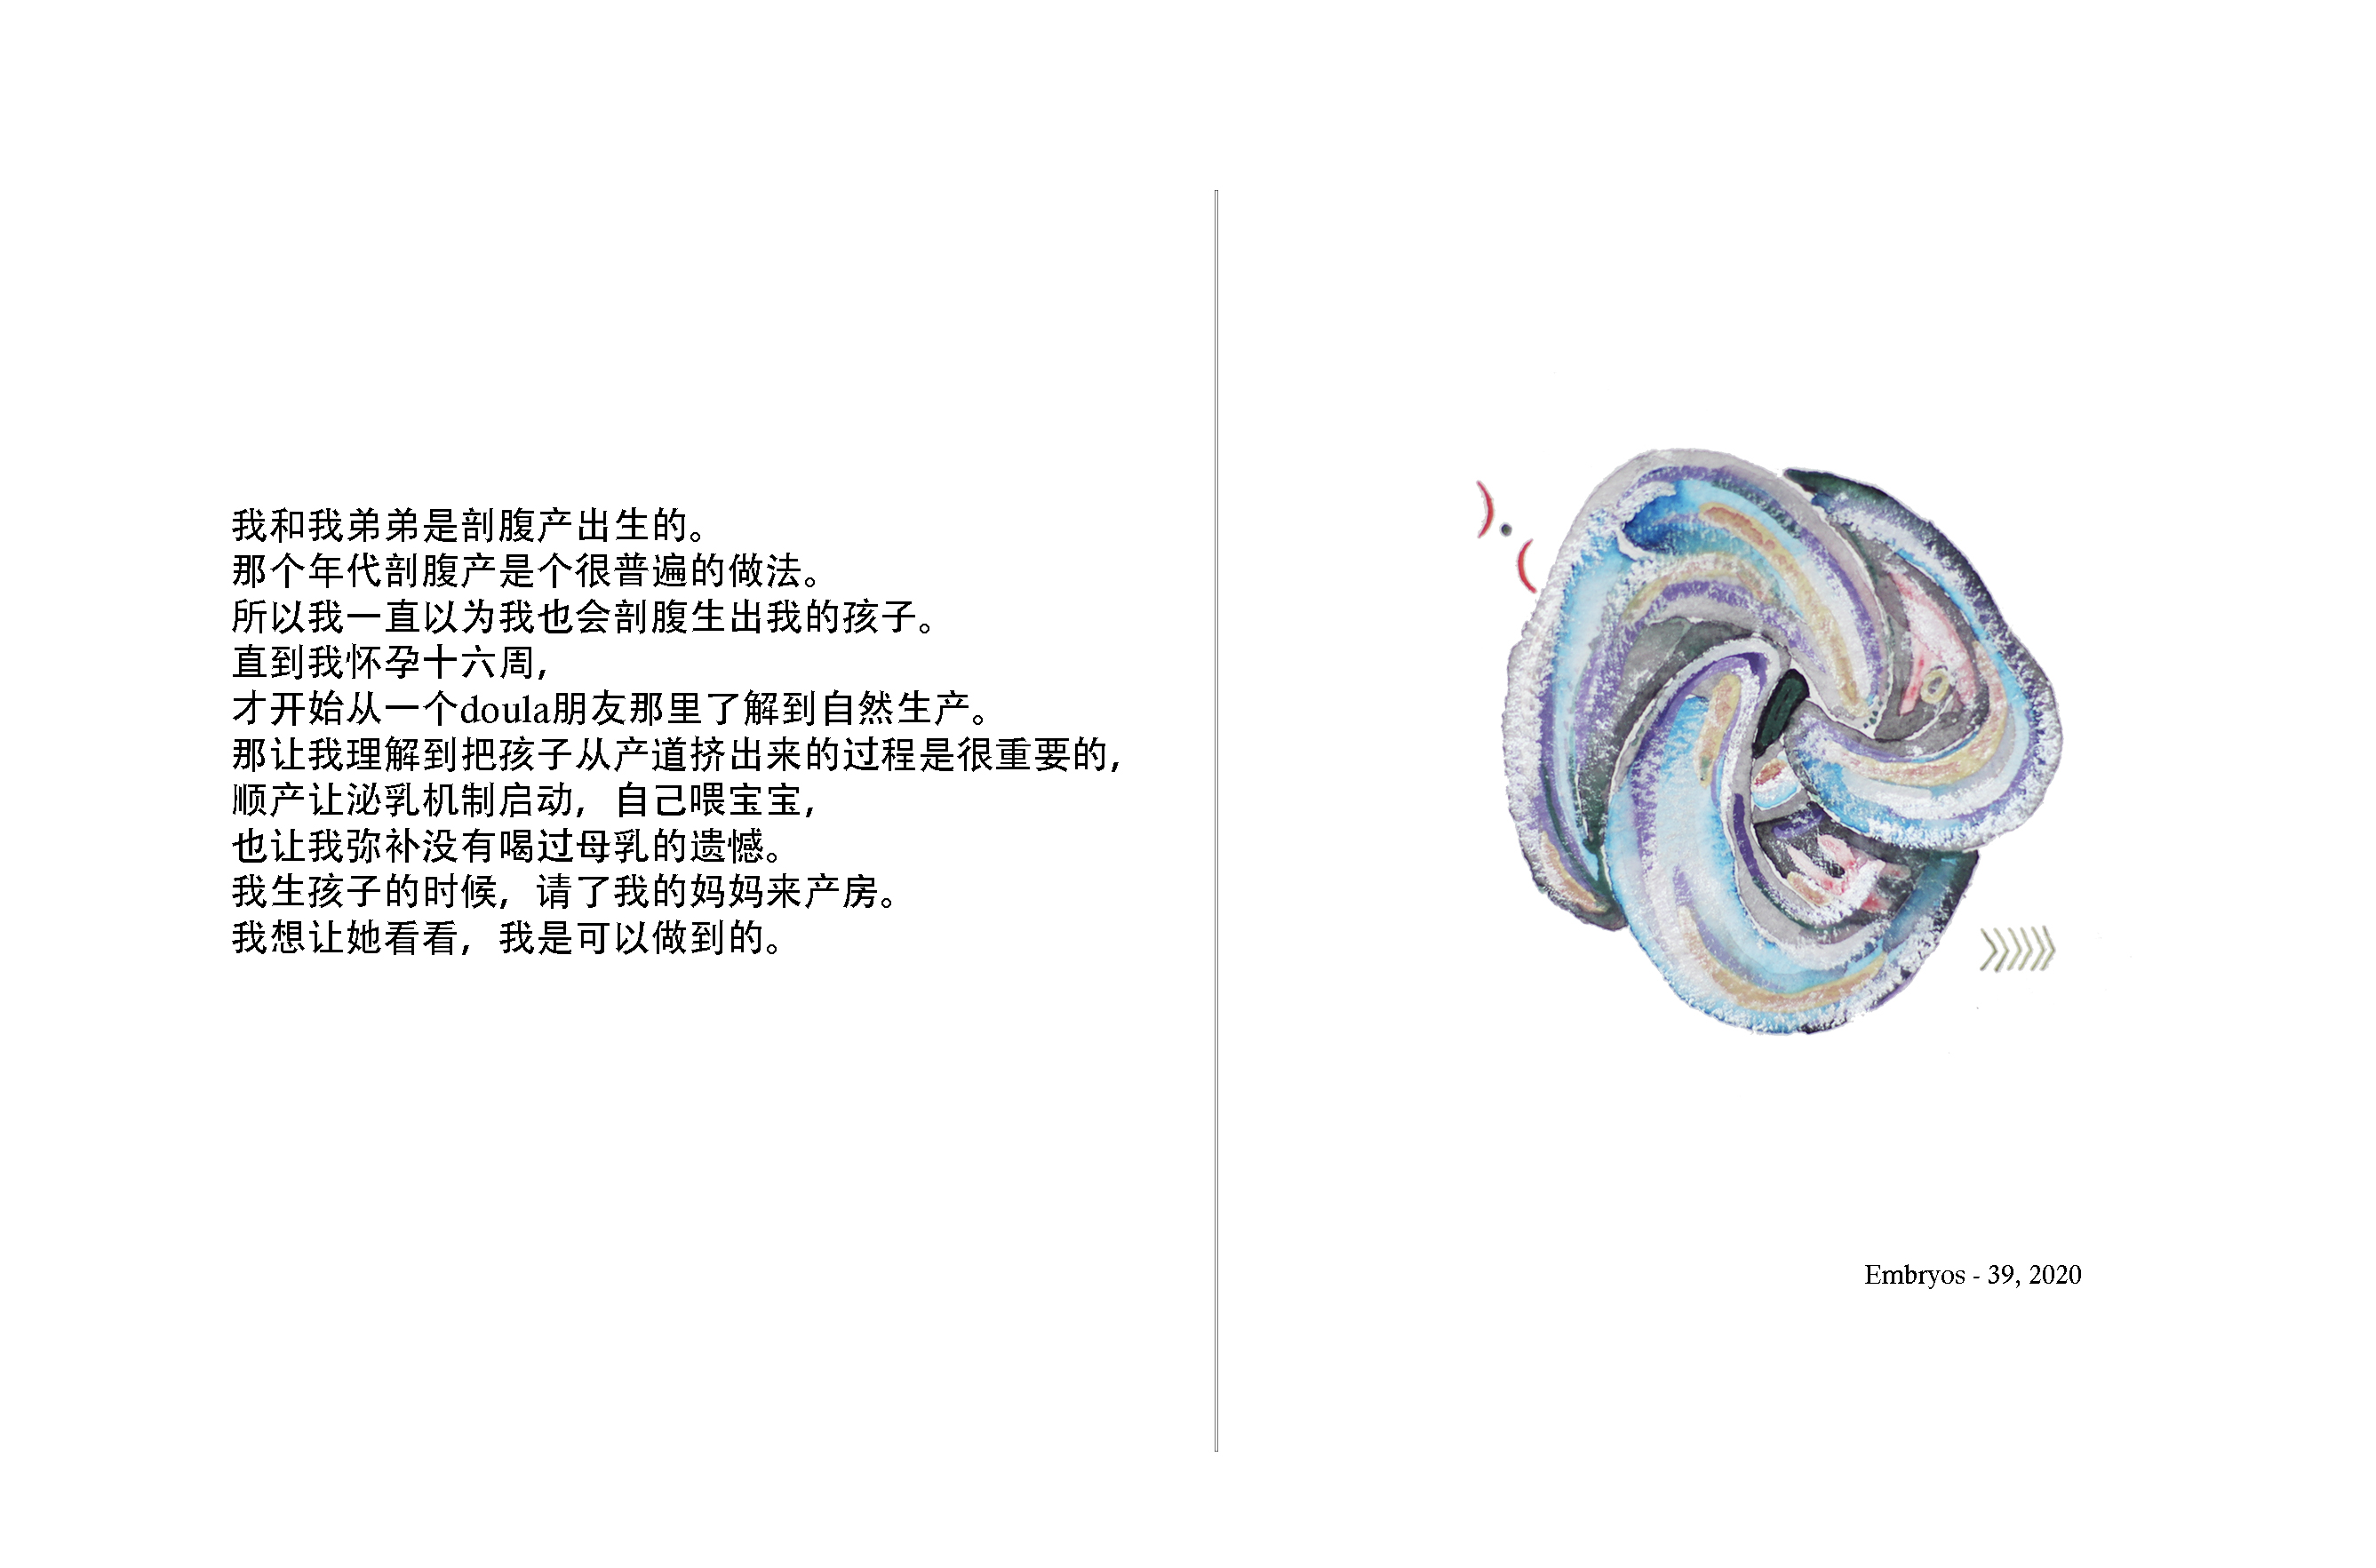 我和我弟弟是剖腹产出生的。
那个年代剖腹产是个很普遍的做法。
所以我一直以为我也会剖腹生出我的孩子。
直到我怀孕十六周，
才开始从一个doula朋友那里了解到自然生产。
那让我理解到把孩子从产道挤出来的过程是很重要的，
顺产让泌乳机制启动，自己喂宝宝，
也让我弥补没有喝过母乳的遗憾。
我生孩子的时候，请了我的妈妈来产房。
我想让她看看，我是可以做到的。
Embryos - 39, 2020